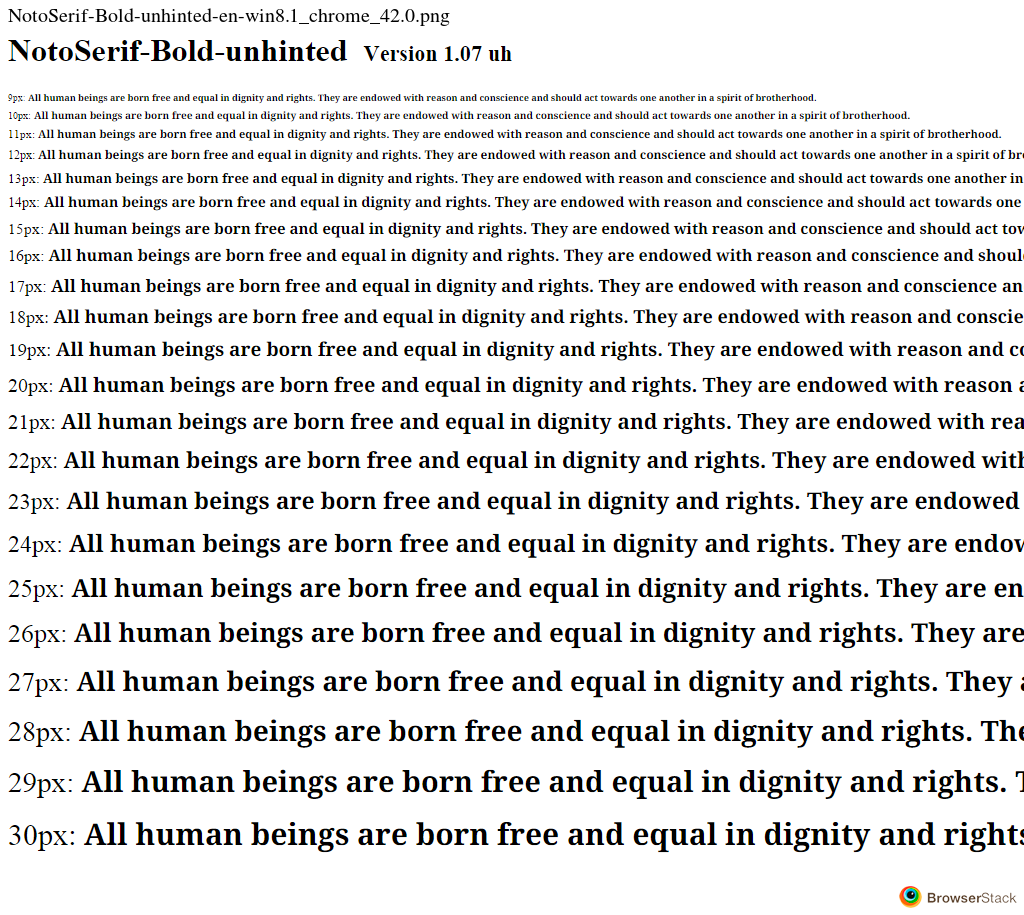 NotoSerif-Bold-unhinted-en-win8.1_chrome_42.0.png
NotoSerif-Bold-unhinted Version 1.07 uh
9px: All human beings are born free and equal in dignity and rights. They are endowed with reason and conscience and should act towards one another in a spirit of brotherhood.
10px: All human beings are born free and equal in dignity and rights. They are endowed with reason and conscience and should act towards one another in a spirit of brotherhood.
11px: All human beings are born free and equal in dignity and rights. They are endowed with reason and conscience and should act towards one another in a spirit of brotherhood.
12px: All human beings are born free and equal in dignity and rights. They are endowed with reason and conscience and should act towards one another in a spirit of br
13px: All human beings are born free and equal in dignity and rights. They are endowed with reason and conscience and should act towards one another in
14px: All human beings are born free and equal in dignity and rights. They are endowed with reason and conscience and should act towards one
15px: All human beings are born free and equal in dignity and rights. They are endowed with reason and conscience and should act tow
16px: All human beings are born free and equal in dignity and rights. They are endowed with reason and conscience and shoul
17px: All human beings are born free and equal in dignity and rights. They are endowed with reason and conscience an
18px: All human beings are born free and equal in dignity and rights. They are endowed with reason and conscie
19px: All human beings are born free and equal in dignity and rights. They are endowed with reason and co
20px: All human beings are born free and equal in dignity and rights. They are endowed with reason a
21px: All human beings are born free and equal in dignity and rights. They are endowed with rea
22px: All human beings are born free and equal in dignity and rights. They are endowed with
23px: All human beings are born free and equal in dignity and rights. They are endowed
24px: All human beings are born free and equal in dignity and rights. They are endow
25px: All human beings are born free and equal in dignity and rights. They are en
26px: All human beings are born free and equal in dignity and rights. They are
27px: All human beings are born free and equal in dignity and rights. They a
28px: All human beings are born free and equal in dignity and rights. The
29px: All human beings are born free and equal in dignity and rights. T
30px: All human beings are born free and equal in dignity and rights
BrowserStack